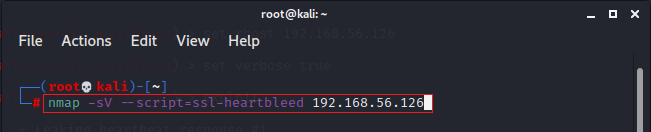 root@kali: ~
File Actions Edit View Help
(root💀kali)-[~]
# nmap -sV --script=ssl-heartbleed 192.168.56.126